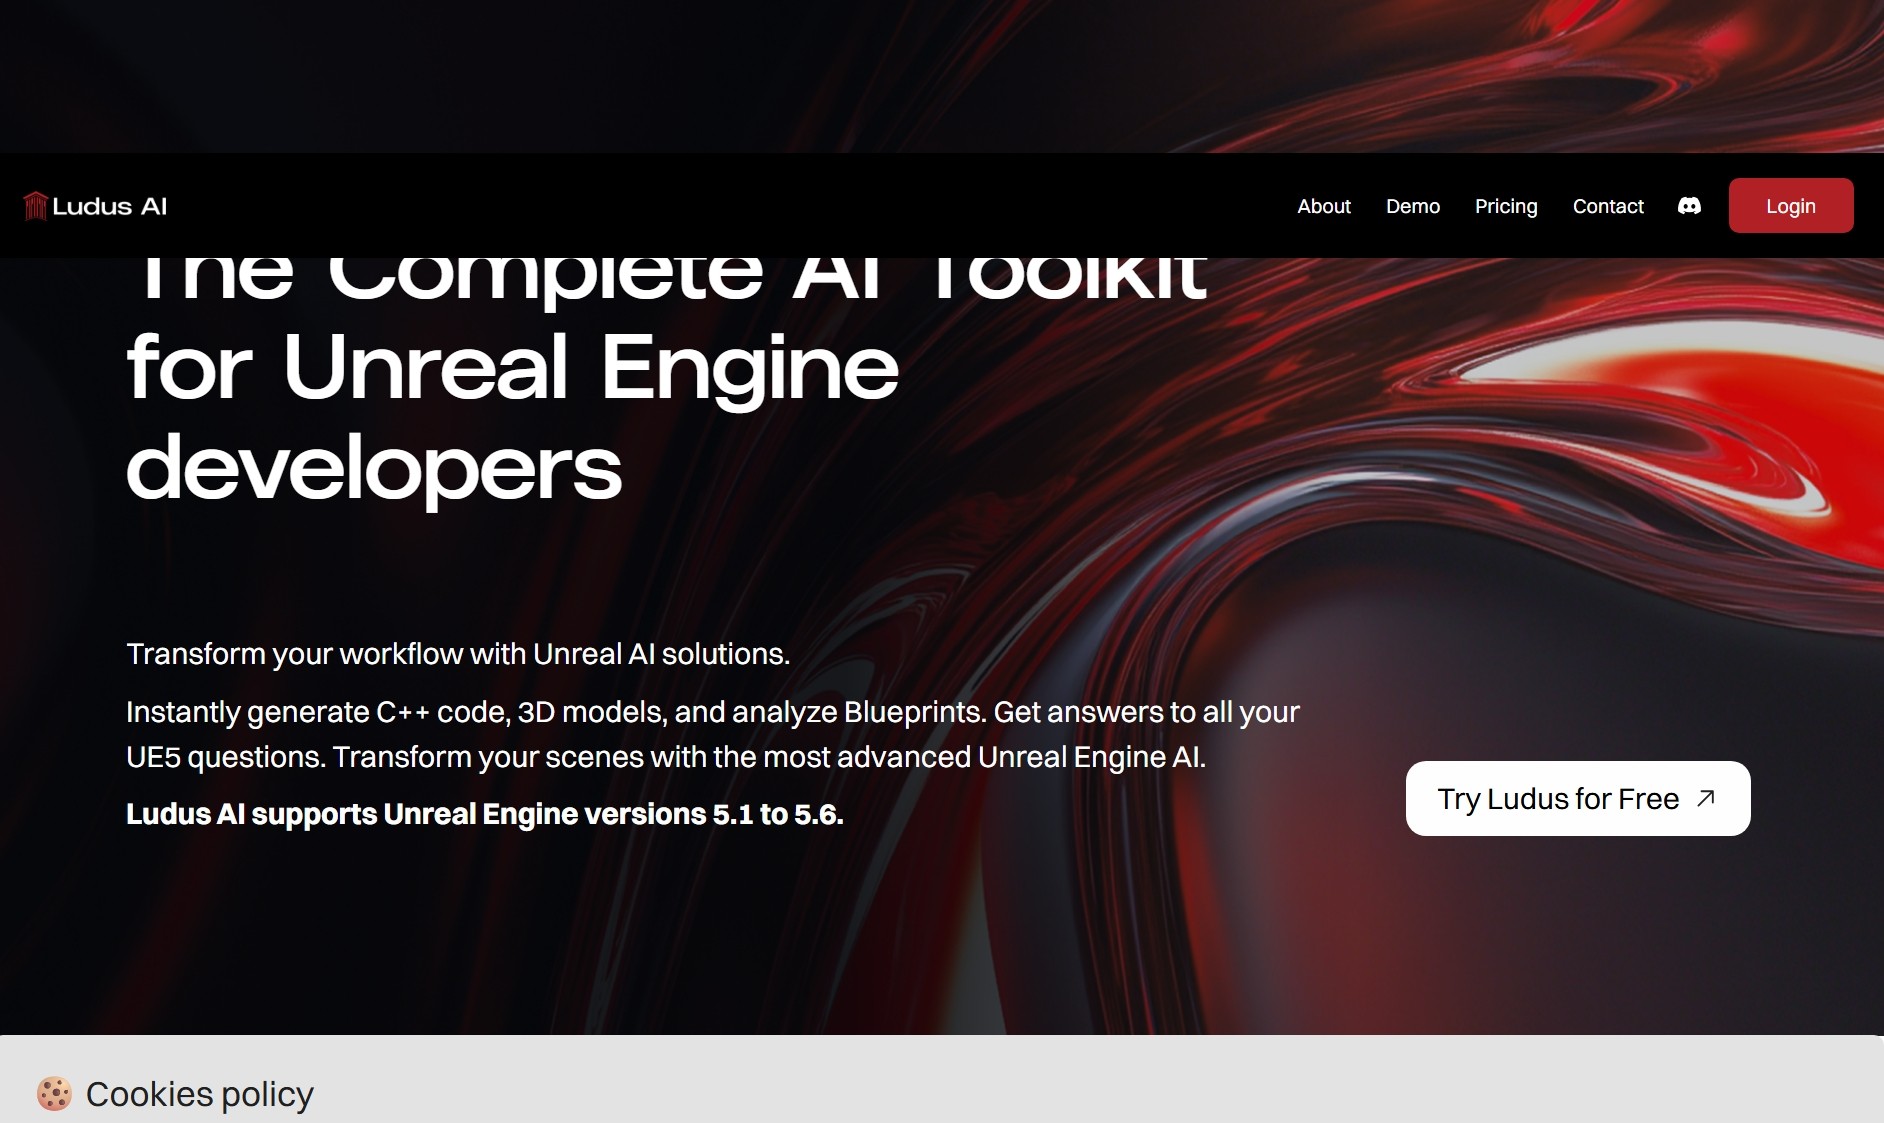 Ludus AI
About Demo Pricing Contact Login
The Complete AI Toolkit
for Unreal Engine
developers
Transform your workflow with Unreal AI solutions.
Instantly generate C++ code, 3D models, and analyze Blueprints. Get answers to all your
UE5 questions. Transform your scenes with the most advanced Unreal Engine AI.
Ludus AI supports Unreal Engine versions 5.1 to 5.6.
Try Ludus for Free
Cookies policy